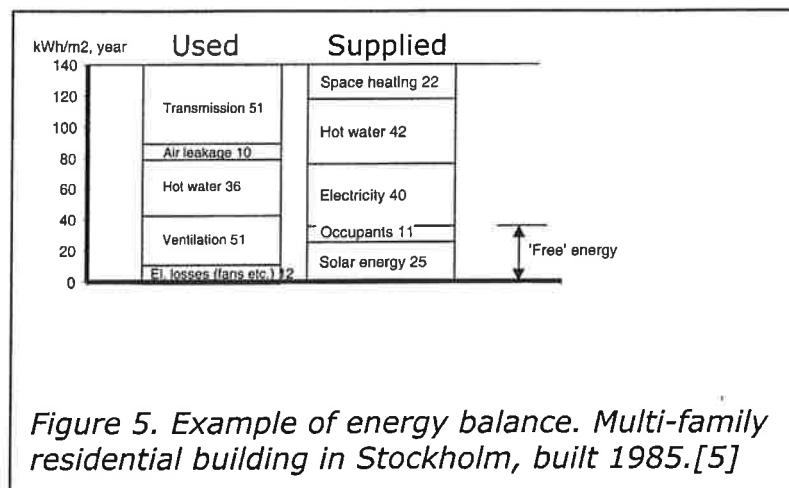 kWh/m2, year
Used
Supplied
140
120
100
80
60
40
20
0
Transmission 51
Air leakage 10
Hot water 36
Ventilation 51
El. losses (fans etc.) 12
Space heating 22
Hot water 42
Electricity 40
Occupants 11
Solar energy 25
'Free' energy
Figure 5. Example of energy balance. Multi-family
residential building in Stockholm, built 1985.[5]